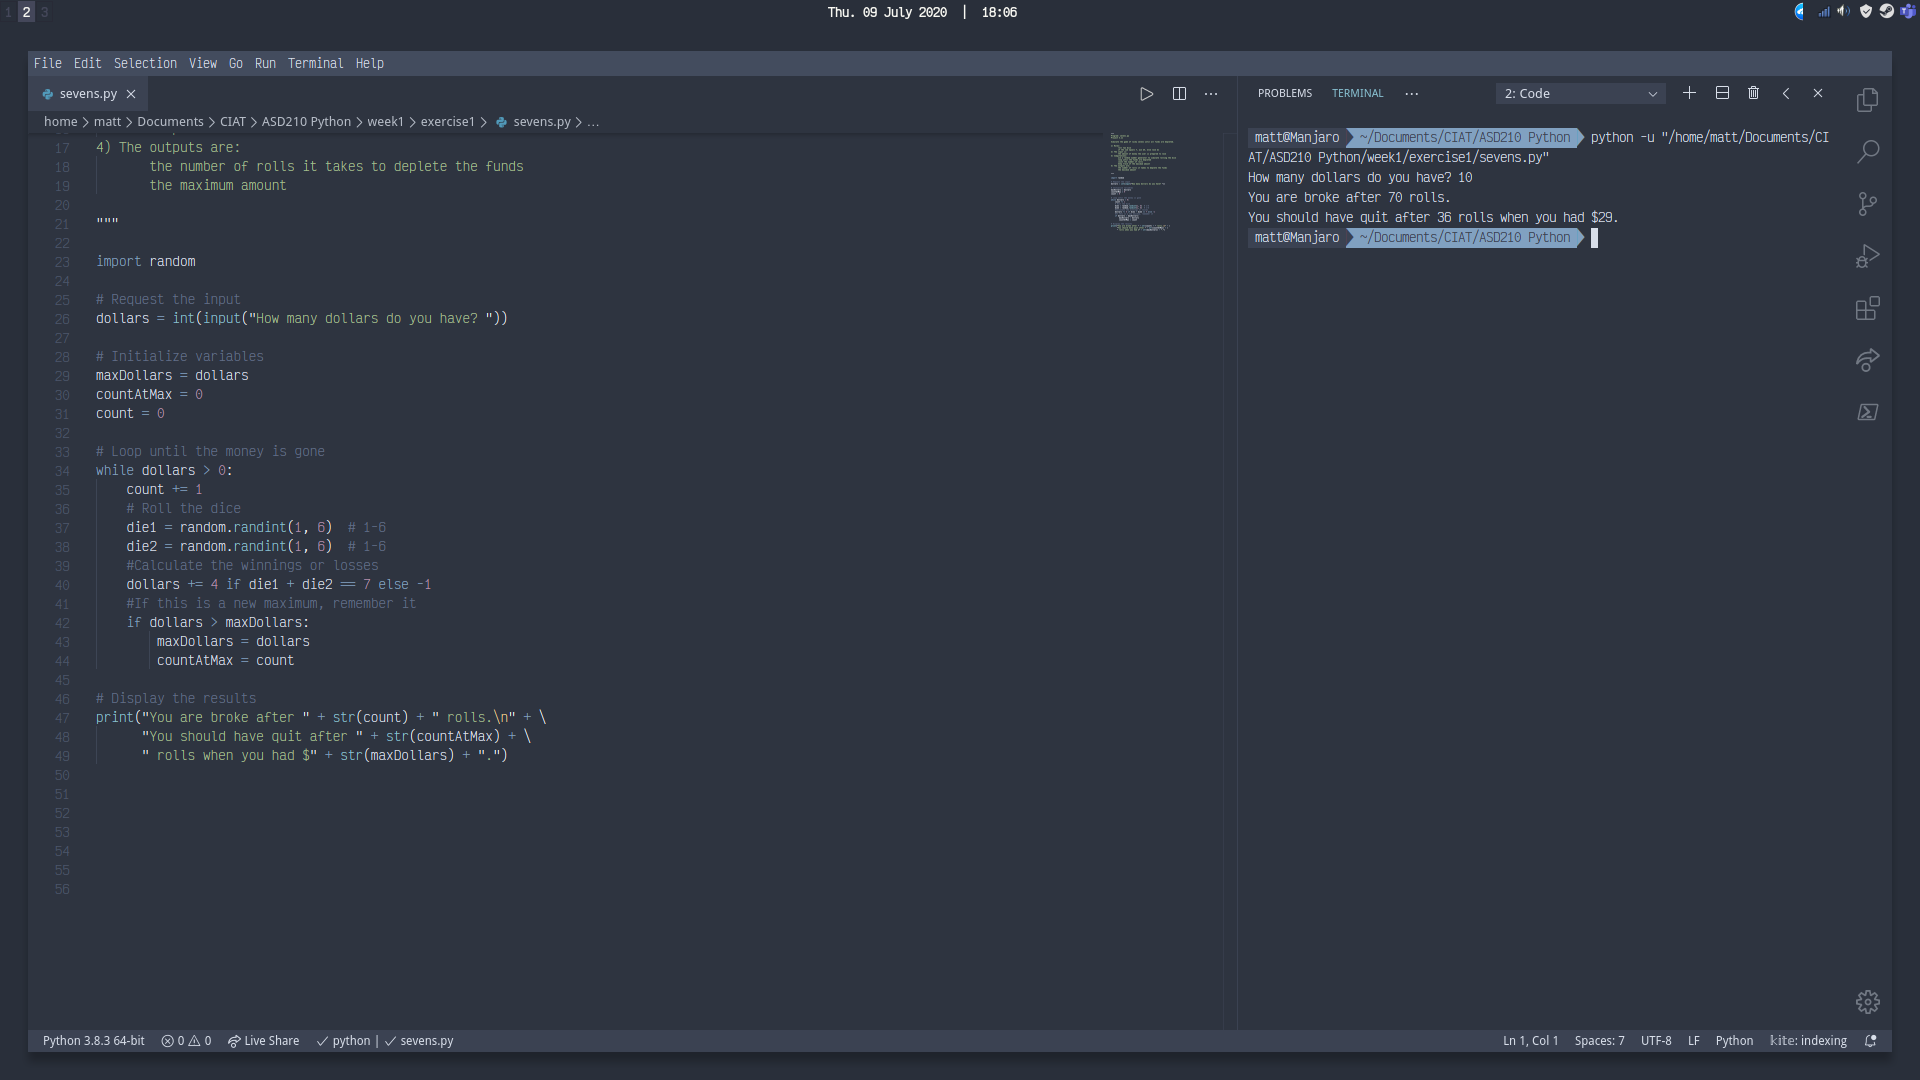 1 2 3
Thu. 09 July 2020 | 18:06
File Edit Selection View Go Run Terminal Help
sevens.py
home > matt > Documents > CIAT > ASD210 Python > week1 > exercise1 > sevens.py > ...
17 4) The outputs are:
18 the number of rolls it takes to deplete the funds
19 the maximum amount
20
21 """
22
23 import random
24
25 # Request the input
26 dollars = int(input("How many dollars do you have? "))
27
28 # Initialize variables
29 maxDollars = dollars
30 countAtMax = 0
31 count = 0
32
33 # Loop until the money is gone
34 while dollars > 0:
35 count += 1
36 # Roll the dice
37 die1 = random.randint(1, 6)  # 1-6
38 die2 = random.randint(1, 6)  # 1-6
39 #Calculate the winnings or losses
40 dollars += 4 if die1 + die2 == 7 else -1
41 #If this is a new maximum, remember it
42 if dollars > maxDollars:
43 maxDollars = dollars
44 countAtMax = count
45
46 # Display the results
47 print("You are broke after " + str(count) + " rolls.\n" + \
48 "You should have quit after " + str(countAtMax) + \
49 " rolls when you had $" + str(maxDollars) + ".")
50
51
52
53
54
55
56
PROBLEMS TERMINAL ... 2: Code
matt@Manjaro ~/Documents/CIAT/ASD210 Python python -u "/home/matt/Documents/CI
AT/ASD210 Python/week1/exercise1/sevens.py"
How many dollars do you have? 10
You are broke after 70 rolls.
You should have quit after 36 rolls when you had $29.
matt@Manjaro ~/Documents/CIAT/ASD210 Python
Python 3.8.3 64-bit 0 0 Live Share ✓ python | ✓ sevens.py
Ln 1, Col 1 Spaces: 7 UTF-8 LF Python kite: indexing